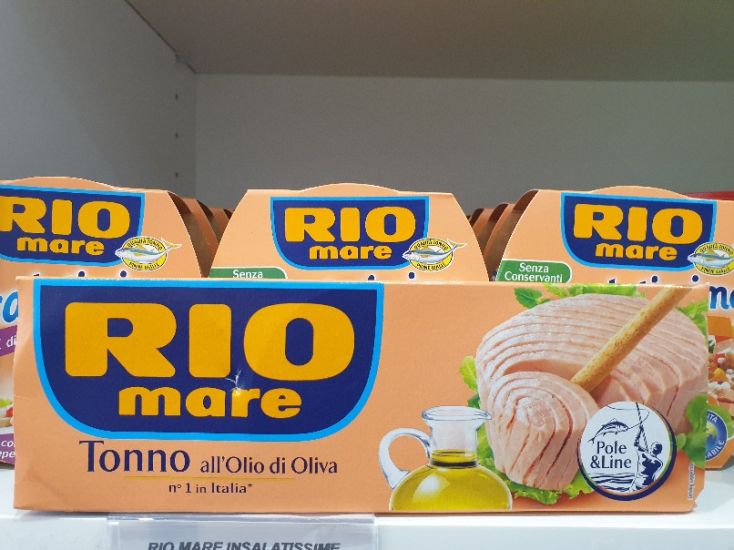 RIO
mare
RIO
mare
RIO
mare
Senza
Senza
Conservanti
RIO
mare
Tonno all'Olio di Oliva
n° 1 in Italia*
Pole
&Line
RIO MARE INSALATISSIME